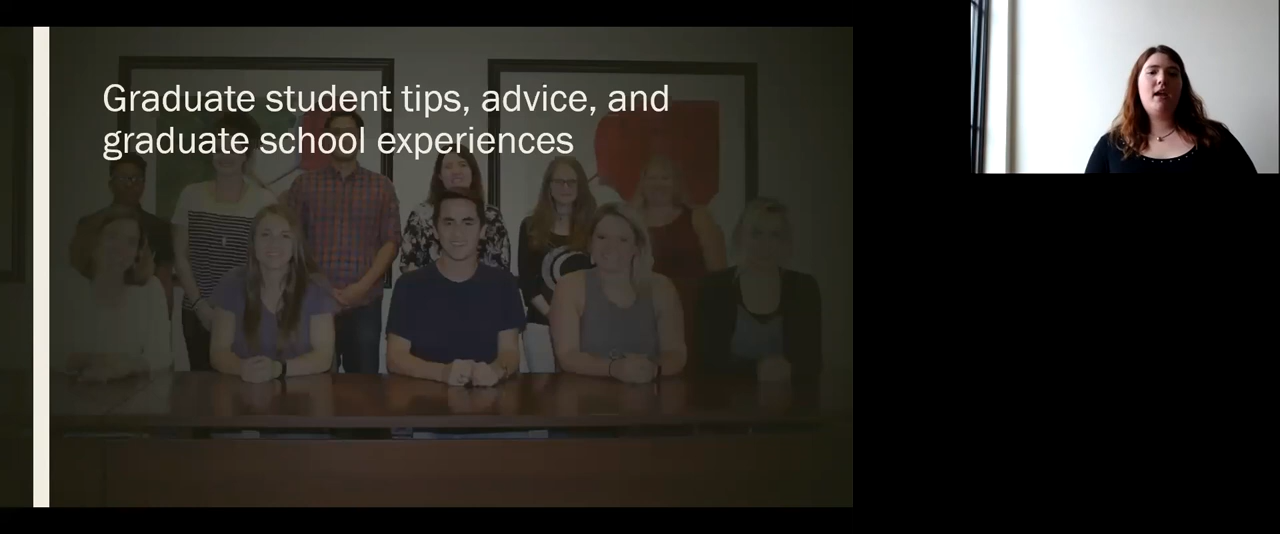 Graduate student tips, advice, and
graduate school experiences